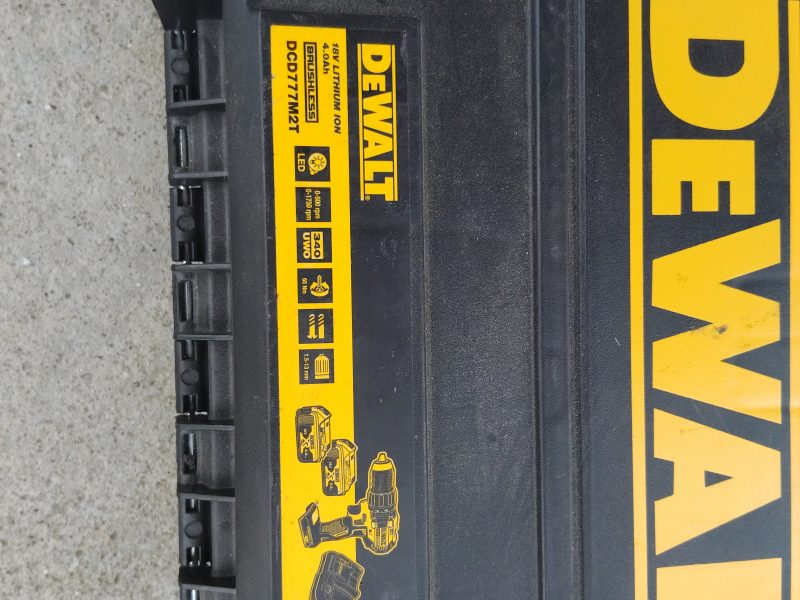 DEWALT®
18V LITHIUM ION
4.0Ah
BRUSHLESS
DCD777M2T
LED
0-500 rpm
0-1750 rpm
340
UWO
65 Nm
1.5-13 mm
DEWAL